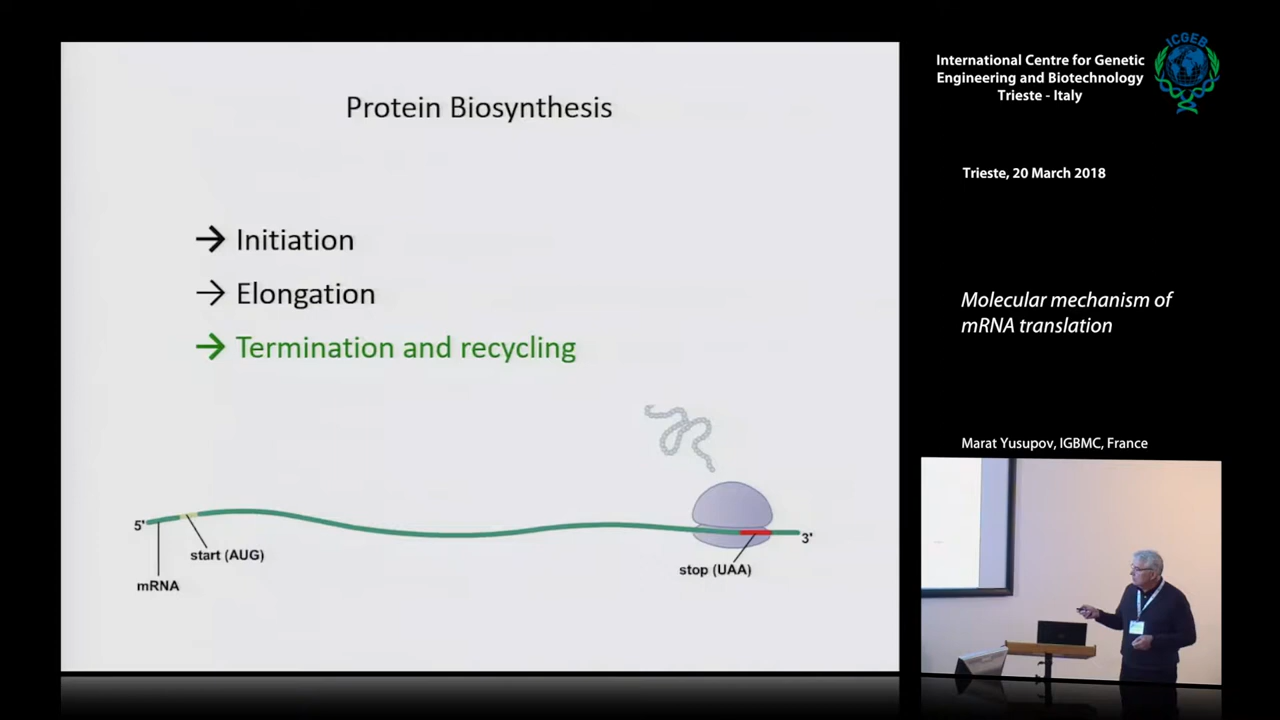 Protein Biosynthesis
→ Initiation
→ Elongation
→ Termination and recycling
5'
start (AUG)
mRNA
stop (UAA)
3'
International Centre for Genetic
Engineering and Biotechnology
Trieste - Italy
ICGEB
Trieste, 20 March 2018
Molecular mechanism of
mRNA translation
Marat Yusupov, IGBMC, France